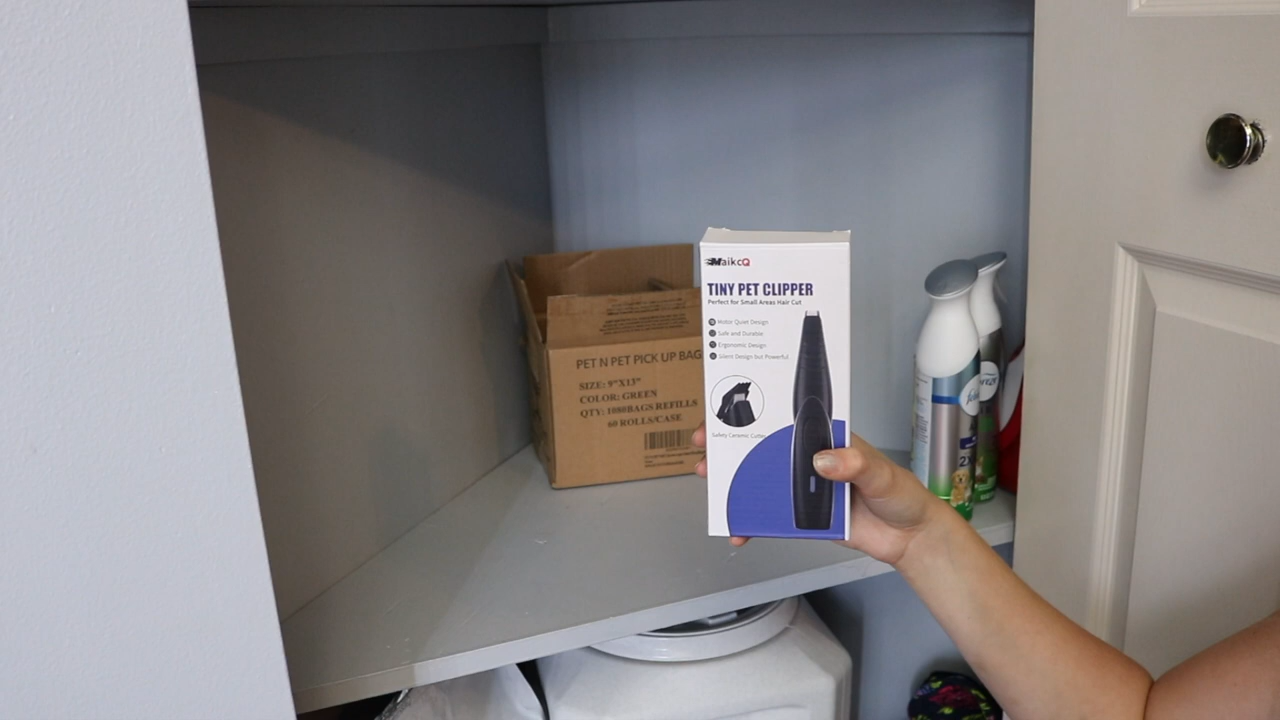 MaikcQ
TINY PET CLIPPER
Perfect for Small Areas Hair Cut
Motor Quiet Design
Safe and Durable
Ergonomic Design
Silent Design but Powerful
Safety Ceramic Cutter
PET N PET PICK UP BAG
SIZE: 9"X13"
COLOR: GREEN
QTY: 1080BAGS REFILLS
60 ROLLS/CASE
2X